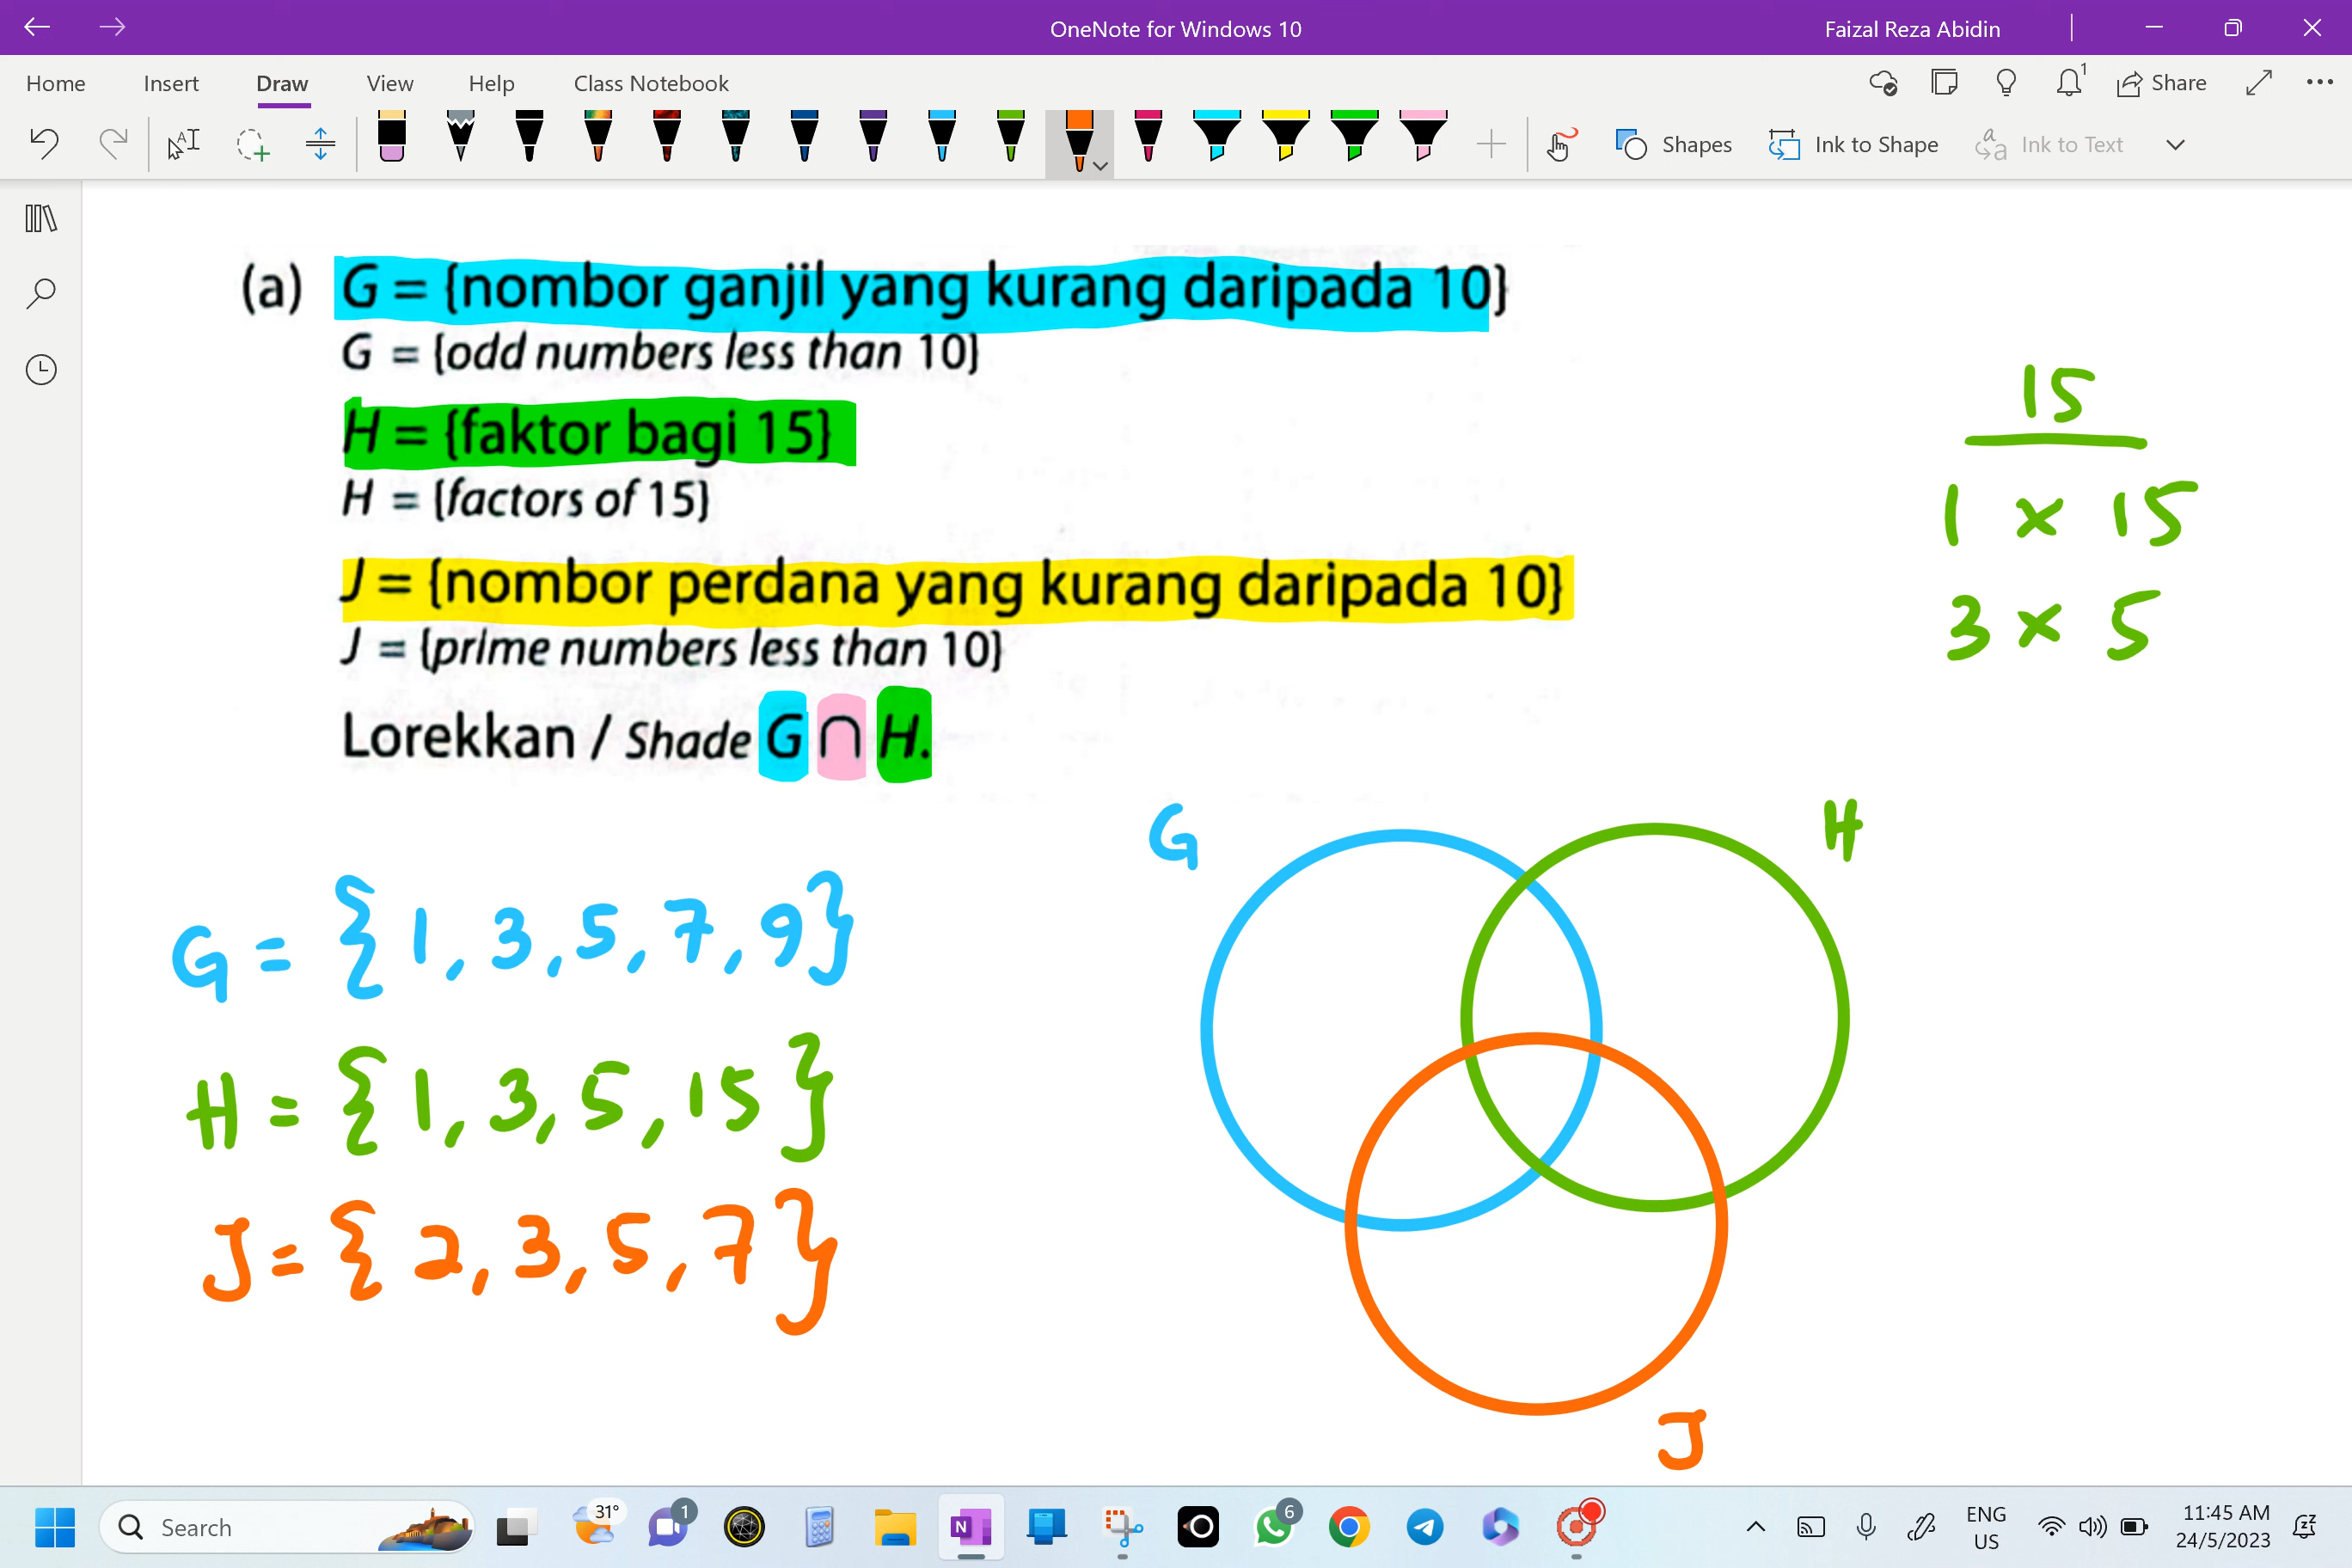 OneNote for Windows 10
Faizal Reza Abidin
Home Insert Draw View Help Class Notebook
1
Share
Shapes
Ink to Shape
Ink to Text
(a) G = {nombor ganjil yang kurang daripada 10}
G = {odd numbers less than 10}
H = {faktor bagi 15}
H = {factors of 15}
J = {nombor perdana yang kurang daripada 10}
J = {prime numbers less than 10}
Lorekkan / Shade G ∩ H.
15
1 × 15
3 × 5
G = {1, 3, 5, 7, 9}
H = {1, 3, 5, 15}
J = {2, 3, 5, 7}
G
H
J
Search
31°
1
N
6
ENG
US
11:45 AM
24/5/2023